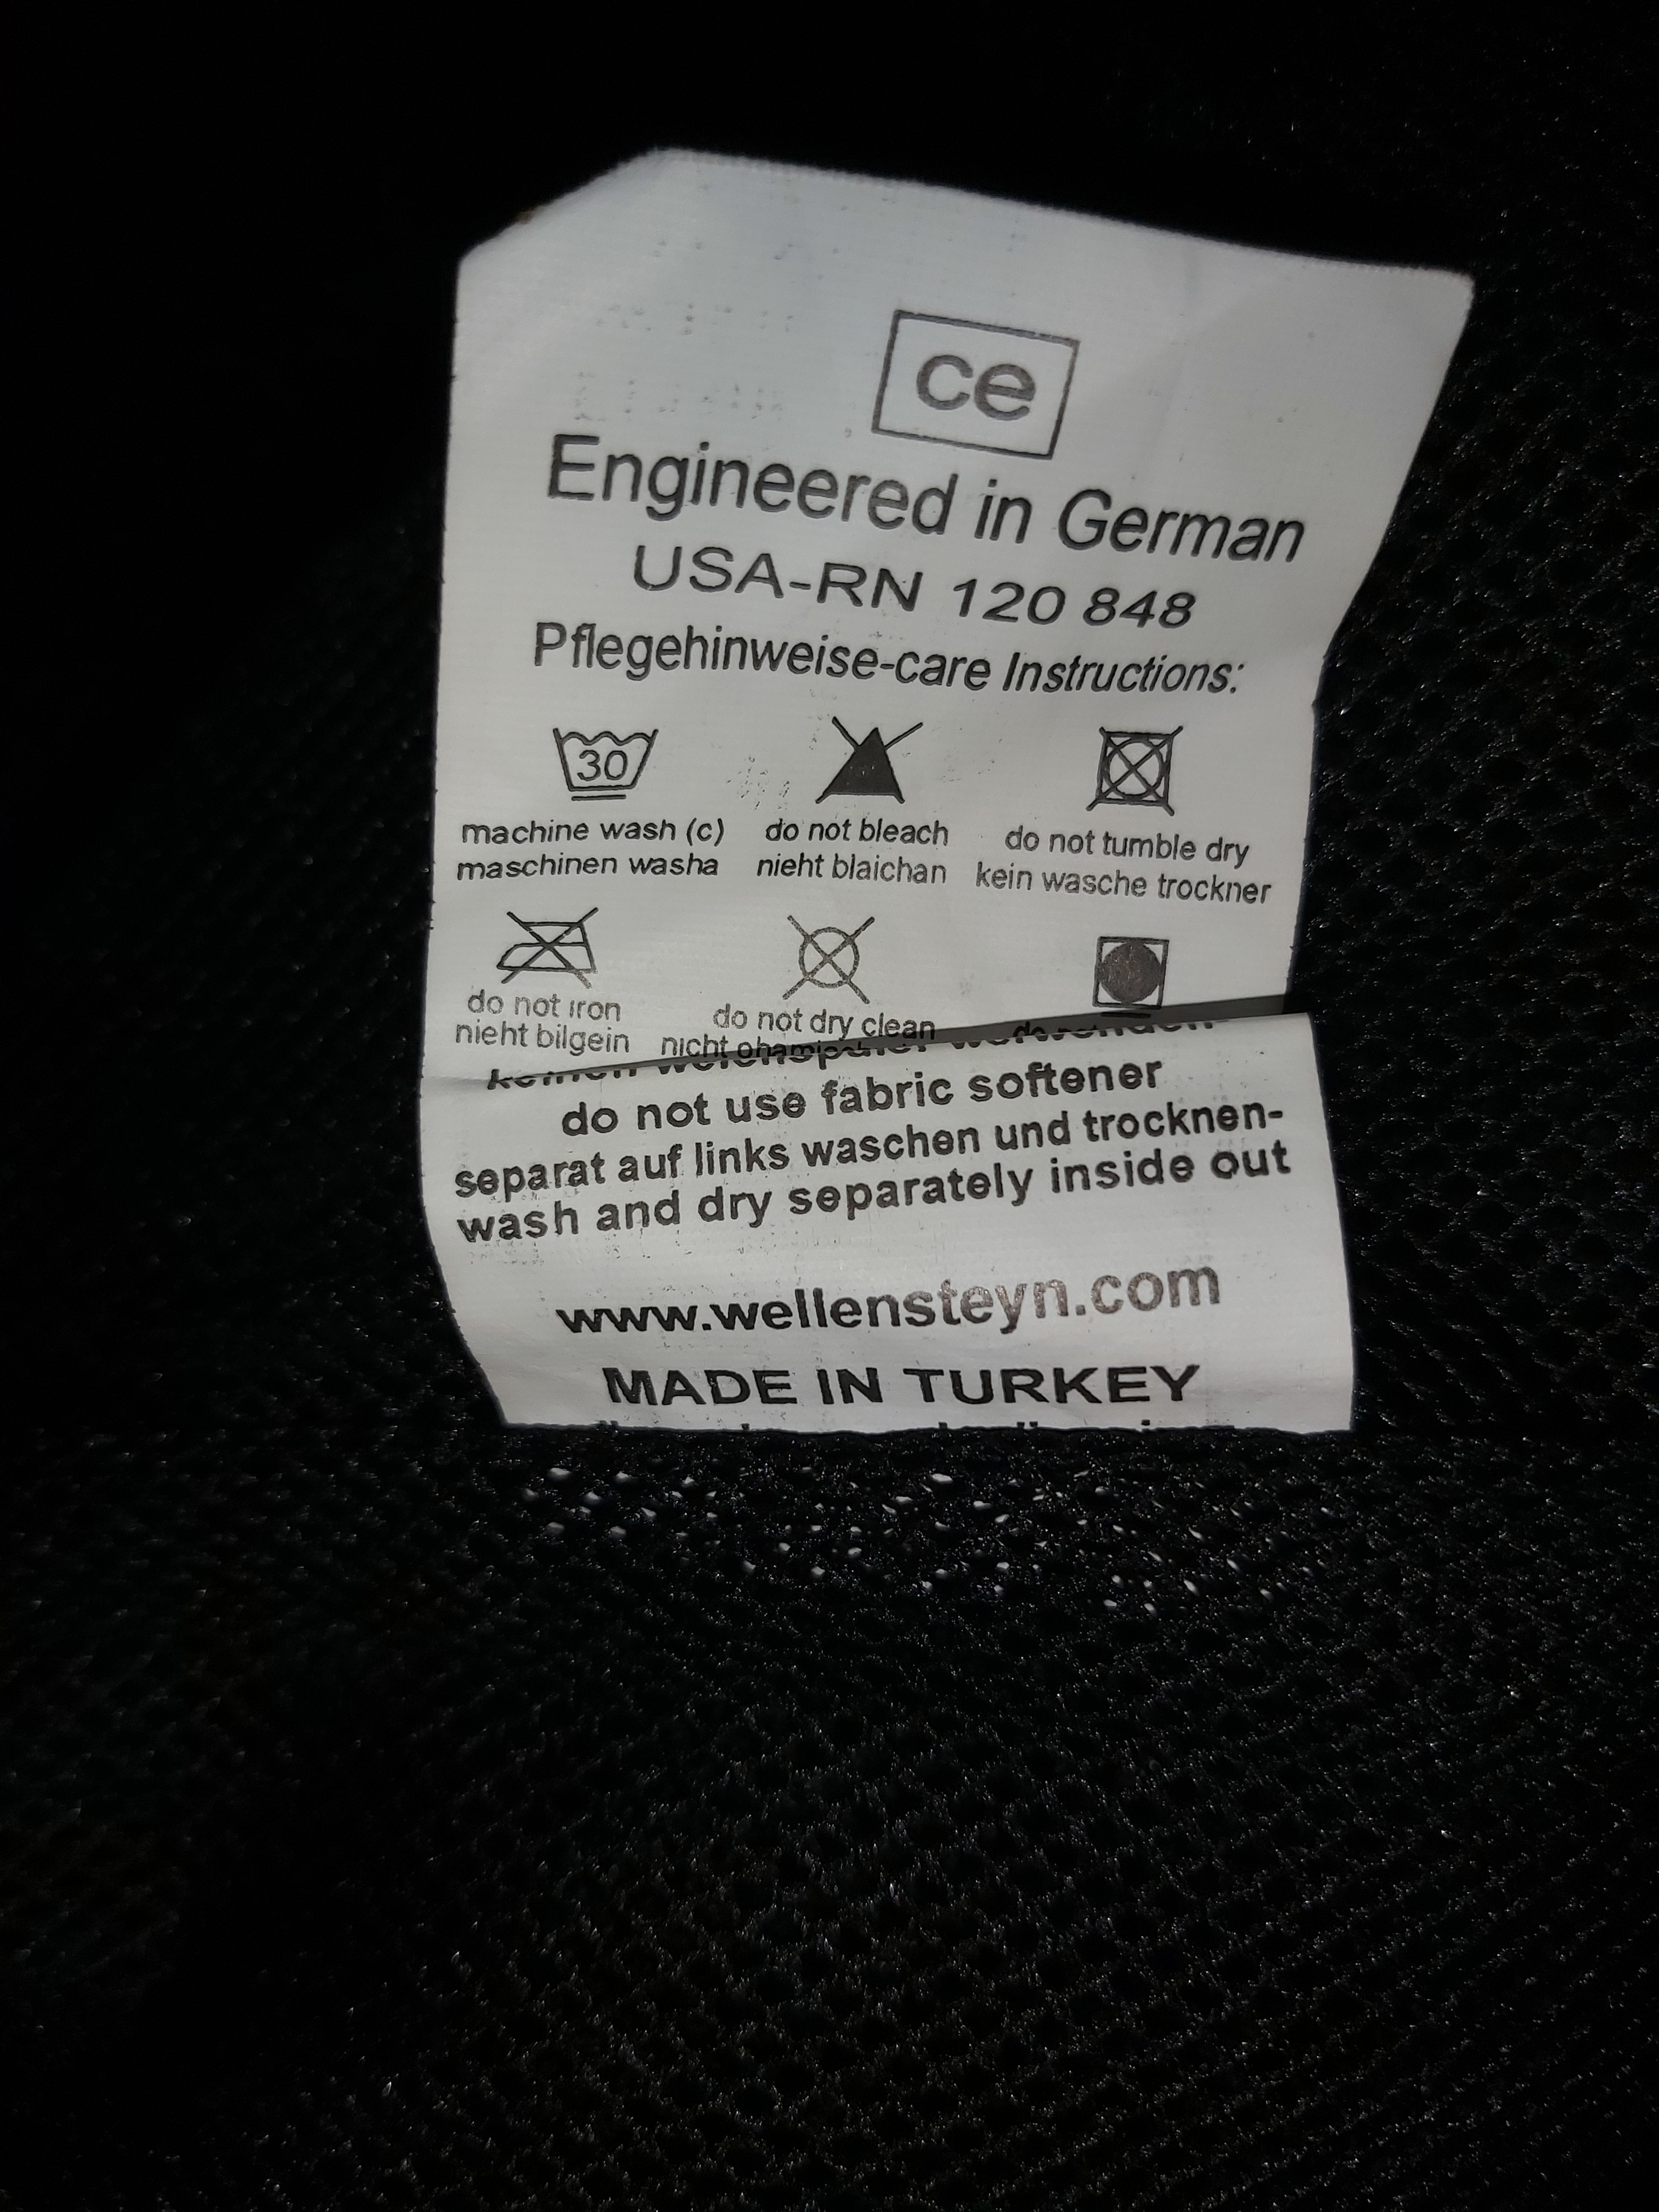 ce
Engineered in German
USA-RN 120 848
Pflegehinweise-care Instructions:
30
machine wash (c) do not bleach do not tumble dry
maschinen washa nieht blaichan kein wasche trockner
do not iron do not dry clean
nieht bilgein nicht
do not use fabric softener
separat auf links waschen und trocknen-
wash and dry separately inside out
www.wellensteyn.com
MADE IN TURKEY